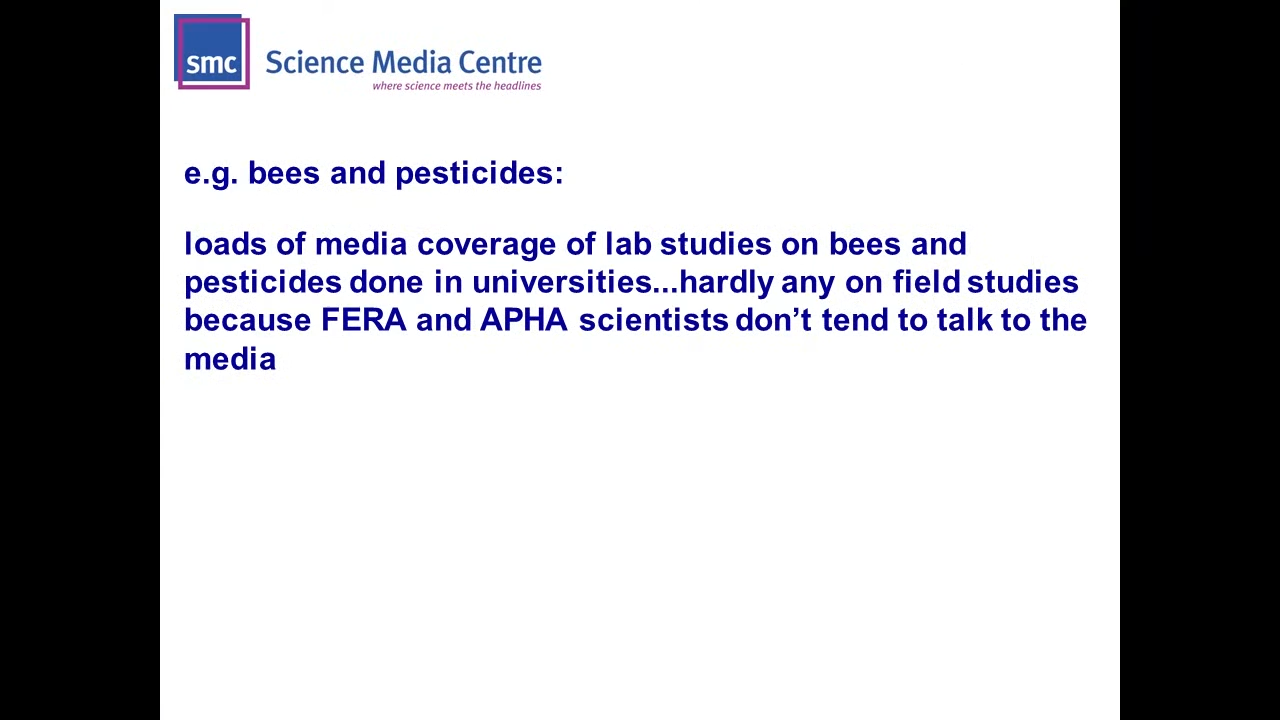 smc
Science Media Centre
where science meets the headlines
e.g. bees and pesticides:
loads of media coverage of lab studies on bees and
pesticides done in universities...hardly any on field studies
because FERA and APHA scientists don’t tend to talk to the
media